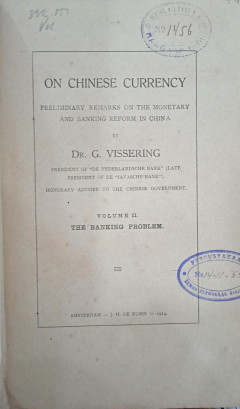 No 1456
ON CHINESE CURRENCY
PRELIMINARY REMARKS ON THE MONETARY
AND BANKING REFORM IN CHINA
BY
DR. G. VISSERING
PRESIDENT OF "DE NEDERLANDSCHE BANK" (LATE
PRESIDENT OF DE "JAVASCHE BANK"),
HONORARY ADVISER TO THE CHINESE GOVERNMENT.
VOLUME II.
THE BANKING PROBLEM.
AMSTERDAM — J. H. DE BUSSY — 1914